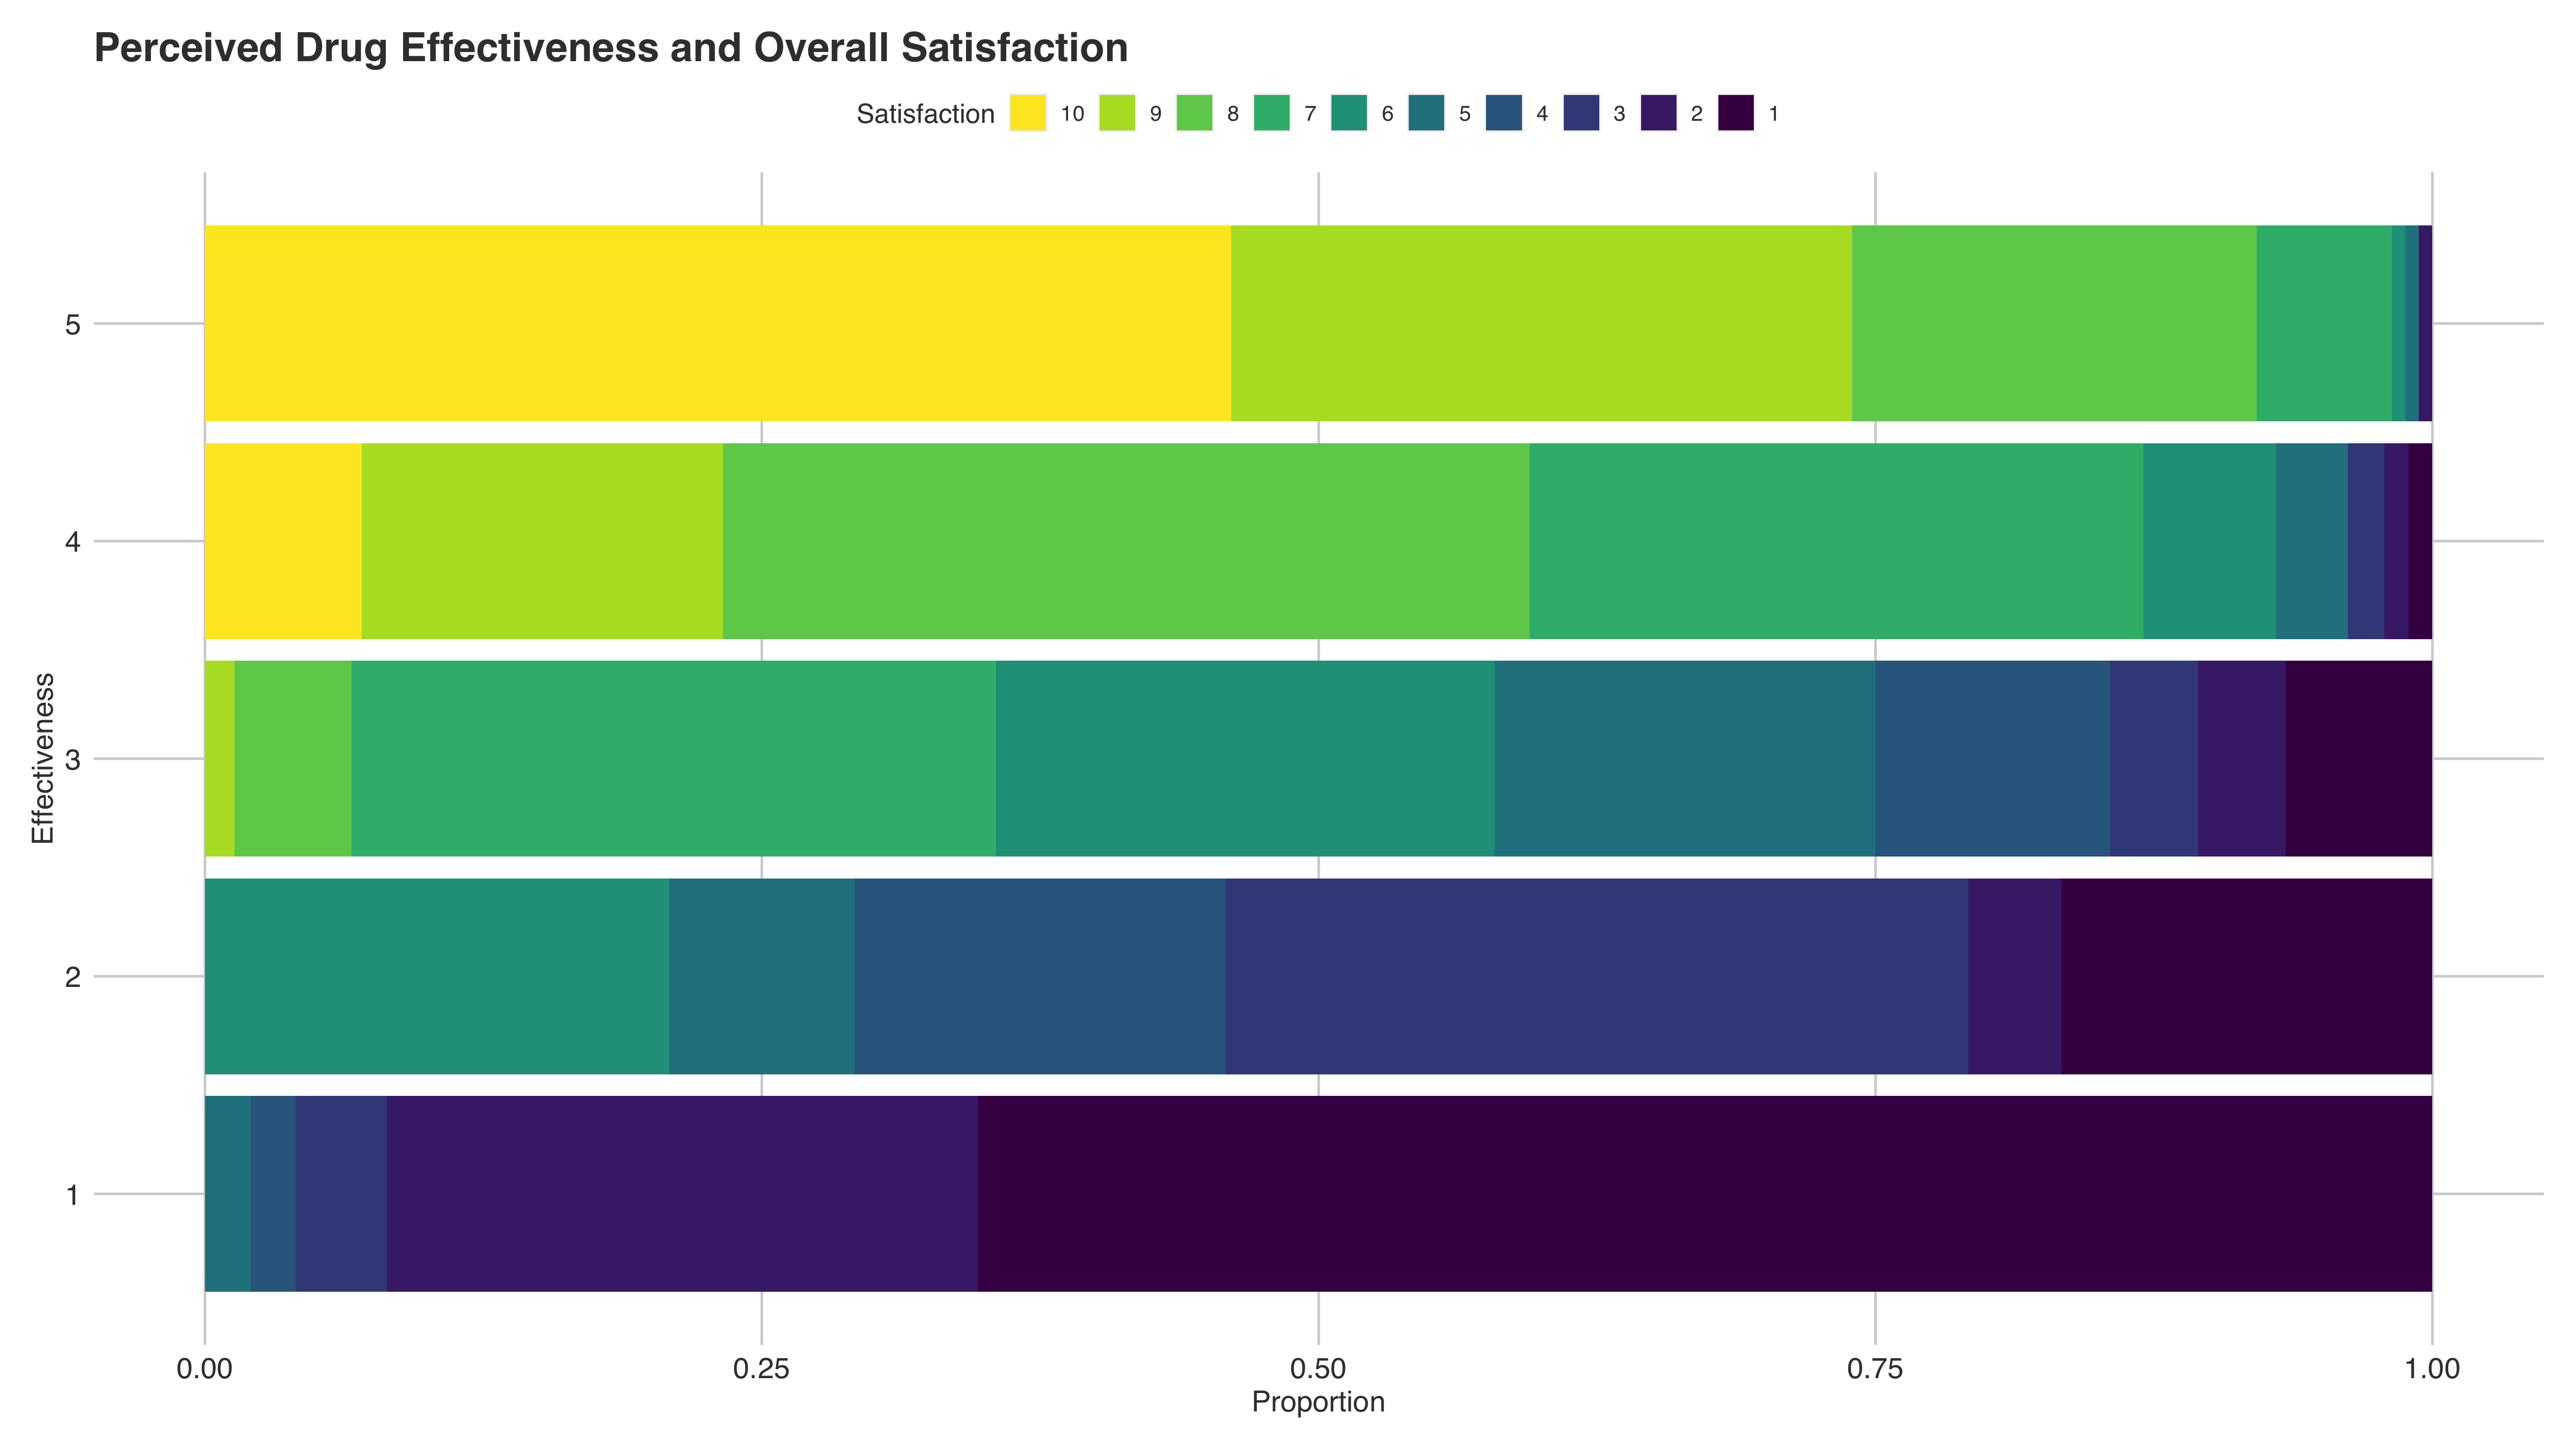 Perceived Drug Effectiveness and Overall Satisfaction
Satisfaction 10 9 8 7 6 5 4 3 2 1
Effectiveness
5
4
3
2
1
0.00 0.25 0.50 0.75 1.00
Proportion